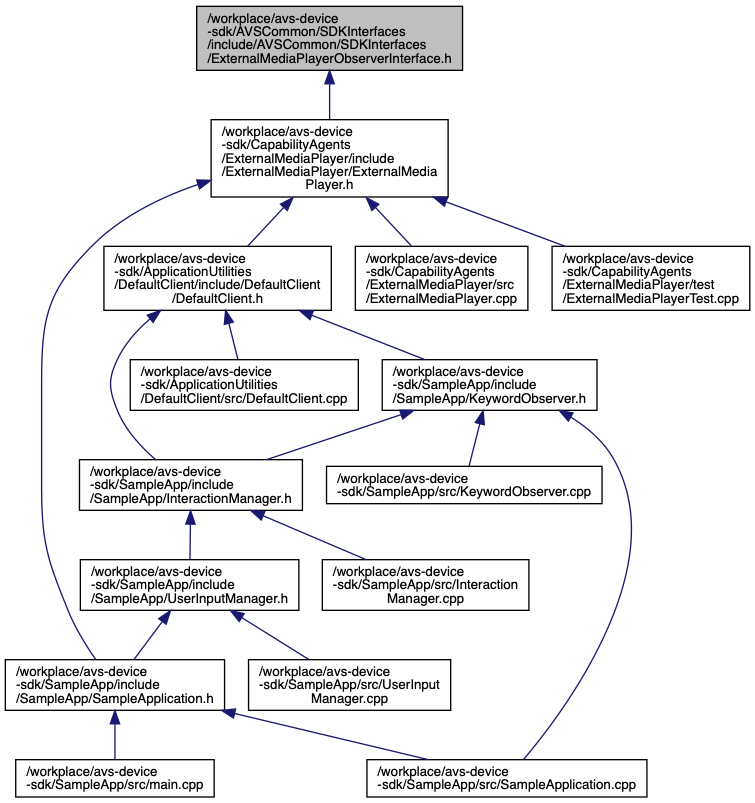 /workplace/avs-device
-sdk/AVSCommon/SDKInterfaces
/include/AVSCommon/SDKInterfaces
/ExternalMediaPlayerObserverInterface.h
/workplace/avs-device
-sdk/CapabilityAgents
/ExternalMediaPlayer/include
/ExternalMediaPlayer/ExternalMedia
Player.h
/workplace/avs-device
-sdk/ApplicationUtilities
/DefaultClient/include/DefaultClient
/DefaultClient.h
/workplace/avs-device
-sdk/CapabilityAgents
/ExternalMediaPlayer/src
/ExternalMediaPlayer.cpp
/workplace/avs-device
-sdk/CapabilityAgents
/ExternalMediaPlayer/test
/ExternalMediaPlayerTest.cpp
/workplace/avs-device
-sdk/ApplicationUtilities
/DefaultClient/src/DefaultClient.cpp
/workplace/avs-device
-sdk/SampleApp/include
/SampleApp/KeywordObserver.h
/workplace/avs-device
-sdk/SampleApp/include
/SampleApp/InteractionManager.h
/workplace/avs-device
-sdk/SampleApp/src/KeywordObserver.cpp
/workplace/avs-device
-sdk/SampleApp/include
/SampleApp/UserInputManager.h
/workplace/avs-device
-sdk/SampleApp/src/Interaction
Manager.cpp
/workplace/avs-device
-sdk/SampleApp/include
/SampleApp/SampleApplication.h
/workplace/avs-device
-sdk/SampleApp/src/UserInput
Manager.cpp
/workplace/avs-device
-sdk/SampleApp/src/main.cpp
/workplace/avs-device
-sdk/SampleApp/src/SampleApplication.cpp